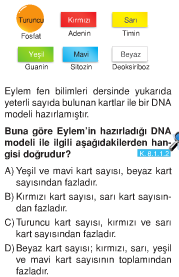 Turuncu Kırmızı Sarı
Fosfat Adenin Timin
Yeşil Mavi Beyaz
Guanin Sitozin Deoksiriboz
Eylem fen bilimleri dersinde yukarıda
yeterli sayıda bulunan kartlar ile bir DNA
modeli hazırlamıştır.
Buna göre Eylem'in hazırladığı DNA
modeli ile ilgili aşağıdakilerden han-
gisi doğrudur?
K.8.1.1.2
A) Yeşil ve mavi kart sayısı, beyaz kart
sayısından fazladır.
B) Kırmızı kart sayısı, sarı kart sayısın-
dan fazladır.
C) Turuncu kart sayısı, kırmızı ve sarı
kart sayısından fazladır.
D) Beyaz kart sayısı; kırmızı, sarı, yeşil
ve mavi kart sayısının toplamından
fazladır.